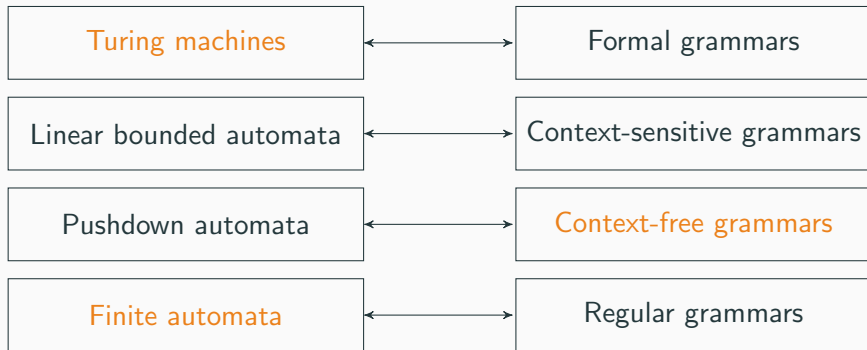 Turing machines
Formal grammars
Linear bounded automata
Context-sensitive grammars
Pushdown automata
Context-free grammars
Finite automata
Regular grammars